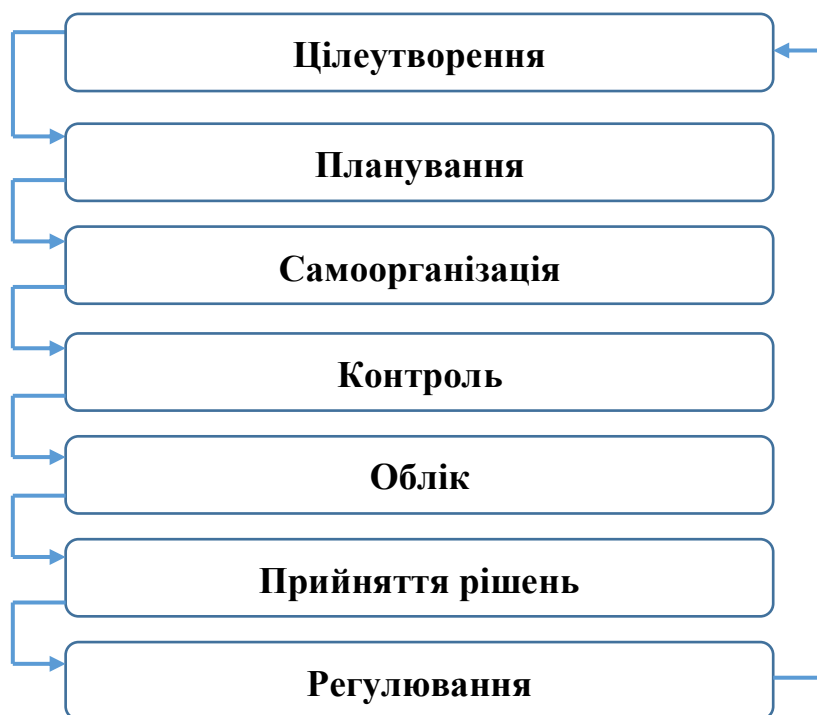 Цілеутворення
Планування
Самоорганізація
Контроль
Облік
Прийняття рішень
Регулювання